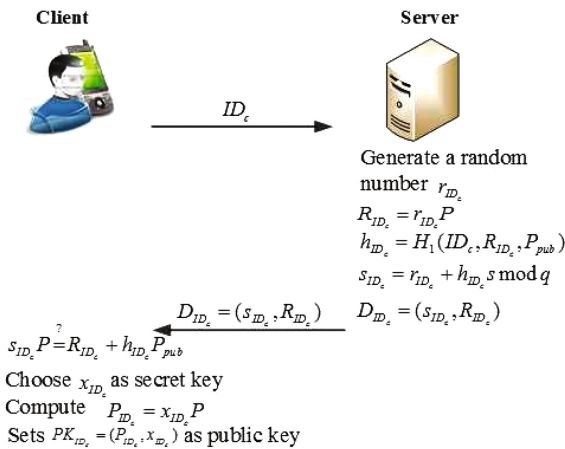 Client
Server
ID_c
Generate a random
number r_{ID_c}
R_{ID_c} = r_{ID_c}P
h_{ID_c} = H_1(ID_c, R_{ID_c}, P_{pub})
s_{ID_c} = r_{ID_c} + h_{ID_c}s mod q
D_{ID_c} = (s_{ID_c}, R_{ID_c})
D_{ID_c} = (s_{ID_c}, R_{ID_c})
s_{ID_c}P \overset{?}{=} R_{ID_c} + h_{ID_c}P_{pub}
Choose x_{ID_c} as secret key
Compute P_{ID_c} = x_{ID_c}P
Sets PK_{ID_c} = (P_{ID_c}, x_{ID_c}) as public key